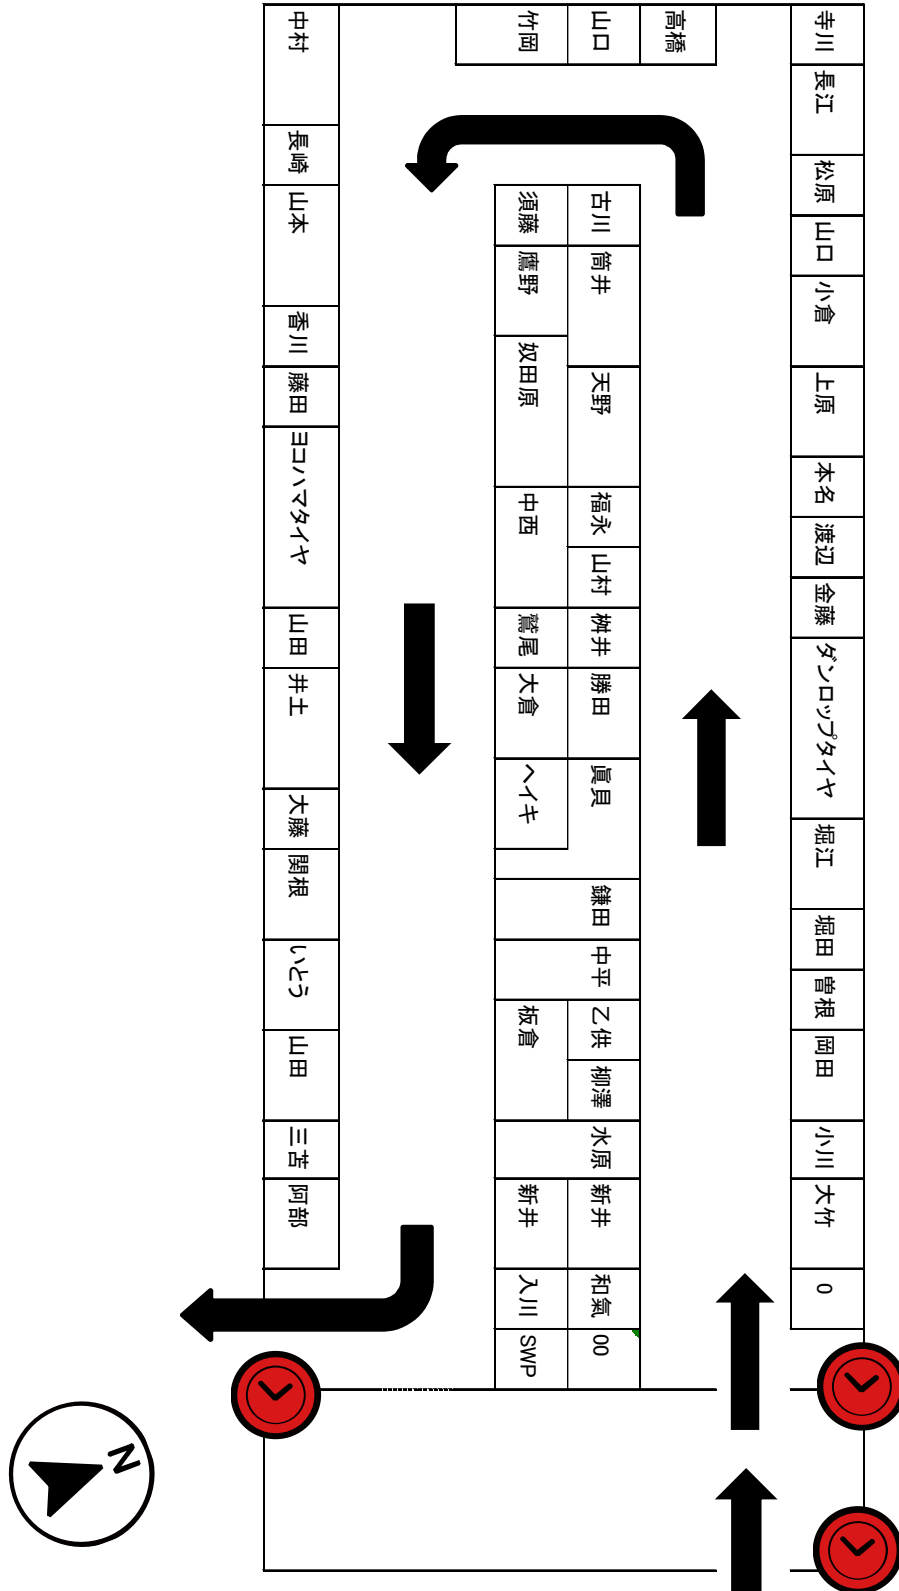 中村
長崎
山本
香川
藤田
ヨコハマタイヤ
山田
井土
大藤
関根
いとう
山田
三苫
阿部
竹岡
山口
高橋
須藤
鷹野
奴田原
中西
鷲尾
大倉
ヘイキ
板倉
新井
入川
SWP
古川
筒井
天野
福永
山村
桝井
勝田
眞貝
鎌田
中平
乙供
柳澤
水原
新井
和氣
00
寺川
長江
松原
山口
小倉
上原
本名
渡辺
金藤
ダンロップタイヤ
堀江
堀田
曽根
岡田
小川
大竹
0
N